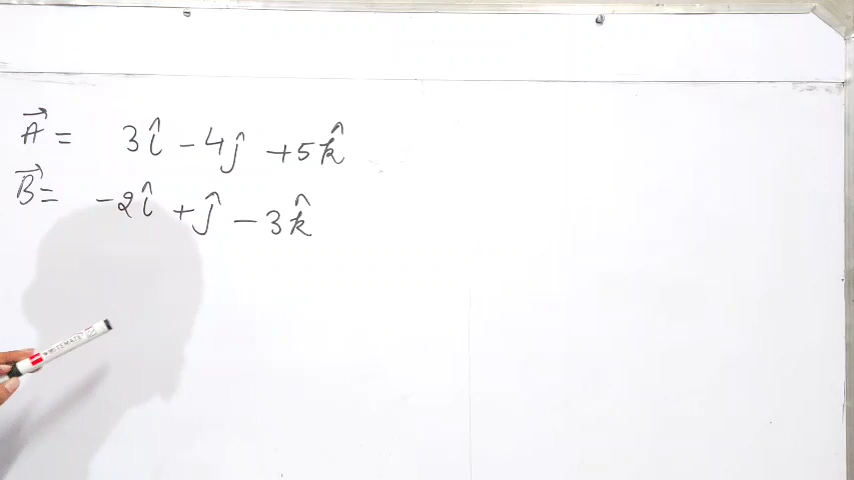 A⃗ = 3î - 4ĵ + 5k̂
B⃗ = -2î + ĵ - 3k̂